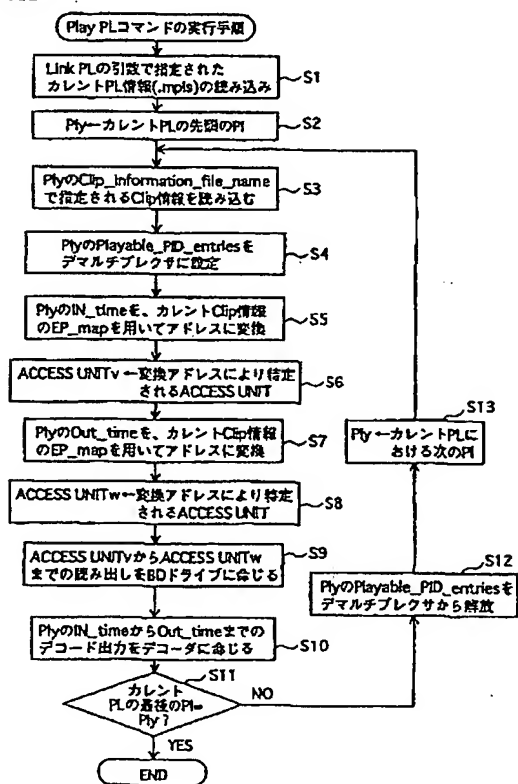 Play PLコマンドの実行手順
Link PLの引数で指定された
カレントPL情報(.mpls)の読み込み
S1
PIy←カレントPLの先頭のPI
S2
PIyのClip_information_file_name
で指定されるClip情報を読み込む
S3
PIyのPlayable_PID_entriesを
デマルチプレクサに設定
S4
PIyのIN_timeを、カレントClip情報
のEP_mapを用いてアドレスに変換
S5
ACCESS UNITv←変換アドレスにより特定
されるACCESS UNIT
S6
PIyのOut_timeを、カレントClip情報
のEP_mapを用いてアドレスに変換
S7
ACCESS UNITw←変換アドレスにより特定
されるACCESS UNIT
S8
ACCESS UNITvからACCESS UNITw
までの読み出しをBDドライブに命じる
S9
PIyのIN_timeからOut_timeまでの
デコード出力をデコーダに命じる
S10
カレント
PLの最後のPI=
PIy?
S11
NO
YES
END
PIyのPlayable_PID_entriesを
デマルチプレクサから解放
S12
PIy←カレントPLに
おける次のPI
S13